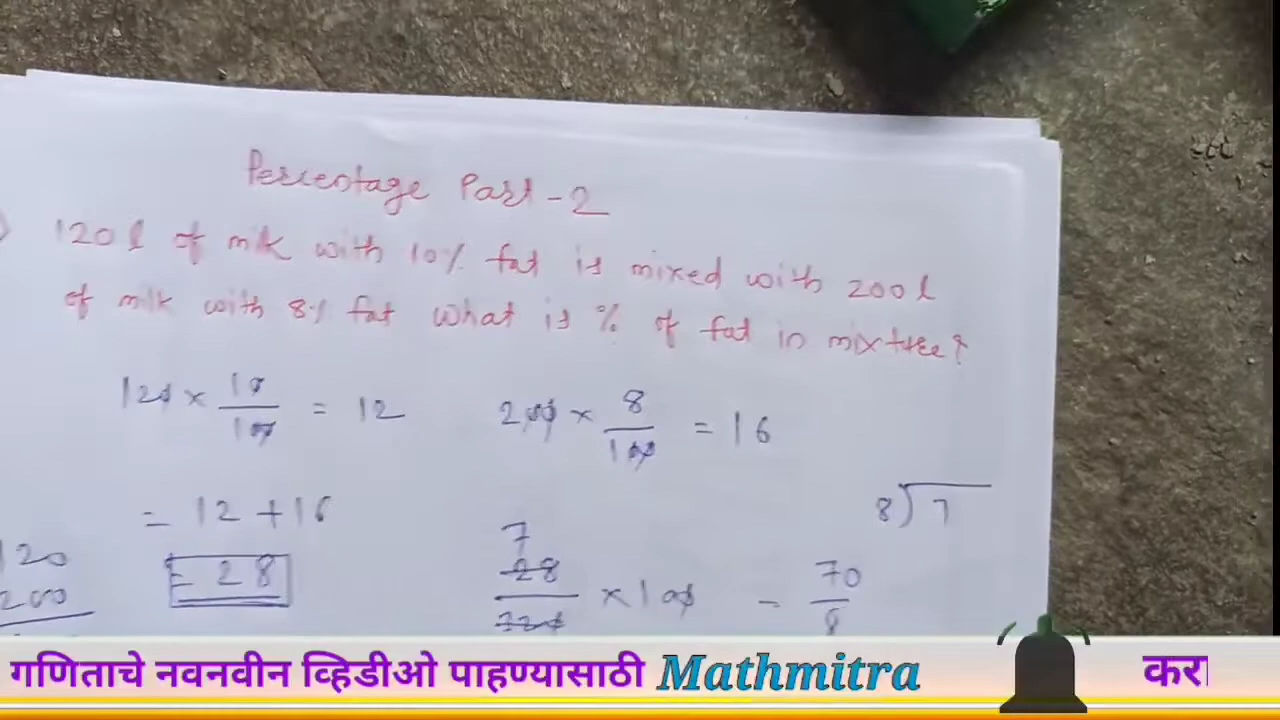 Percentage Part-2
120 l of milk with 10% fat is mixed with 200 l
of milk with 8% fat what is % of fat in mixture?
120 × 10/100 = 12
200 × 8/100 = 16
= 12 + 16
= 28
120
200
7
28/320 × 100 = 70/8
8)7
गणिताचे नवनवीन व्हिडीओ पाहण्यासाठी Mathmitra करा